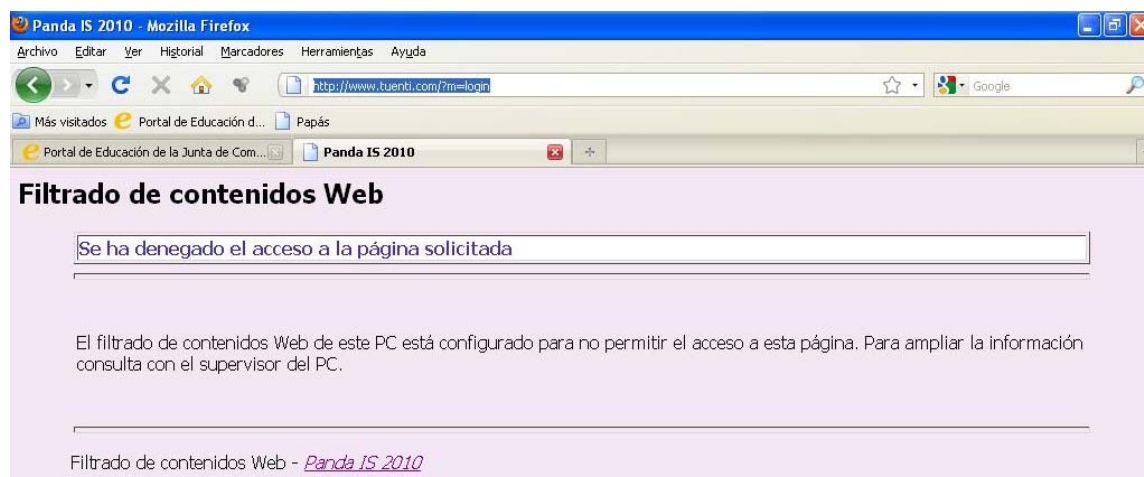 Panda IS 2010 - Mozilla Firefox
Archivo Editar Ver Historial Marcadores Herramientas Ayuda
http://www.tuenti.com/?m=login
Google
Más visitados Portal de Educación d... Papás
Portal de Educación de la Junta de Com... Panda IS 2010
Filtrado de contenidos Web
Se ha denegado el acceso a la página solicitada
El filtrado de contenidos Web de este PC está configurado para no permitir el acceso a esta página. Para ampliar la información
consulta con el supervisor del PC.
Filtrado de contenidos Web - Panda IS 2010